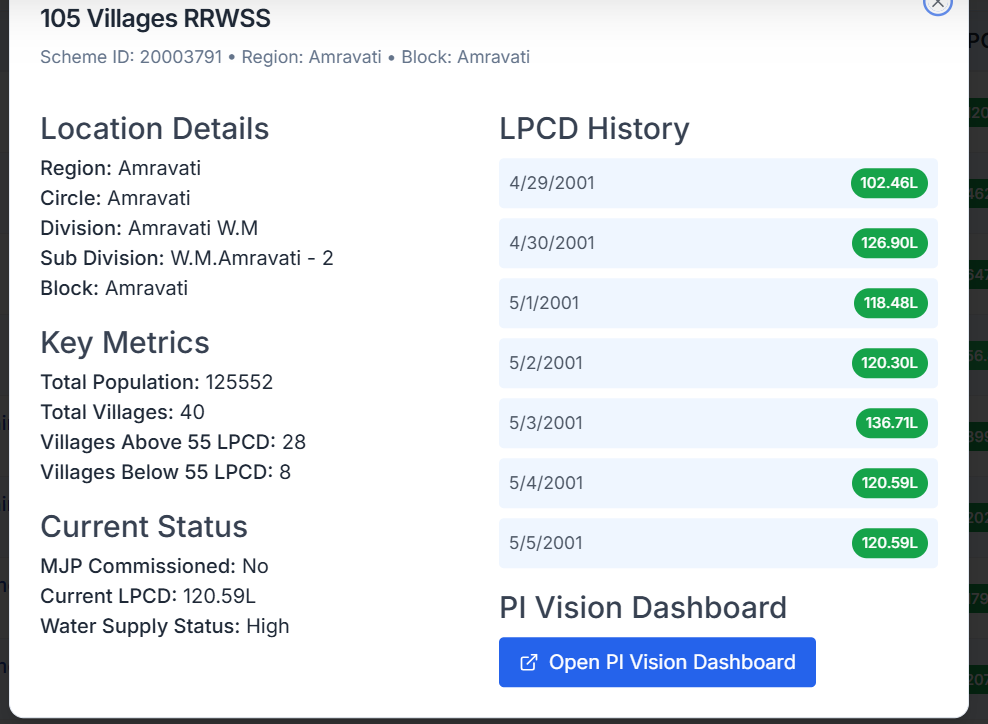 105 Villages RRWSS
Scheme ID: 20003791 • Region: Amravati • Block: Amravati
Location Details
Region: Amravati
Circle: Amravati
Division: Amravati W.M
Sub Division: W.M.Amravati - 2
Block: Amravati
Key Metrics
Total Population: 125552
Total Villages: 40
Villages Above 55 LPCD: 28
Villages Below 55 LPCD: 8
Current Status
MJP Commissioned: No
Current LPCD: 120.59L
Water Supply Status: High
LPCD History
4/29/2001 102.46L
4/30/2001 126.90L
5/1/2001 118.48L
5/2/2001 120.30L
5/3/2001 136.71L
5/4/2001 120.59L
5/5/2001 120.59L
PI Vision Dashboard
Open PI Vision Dashboard